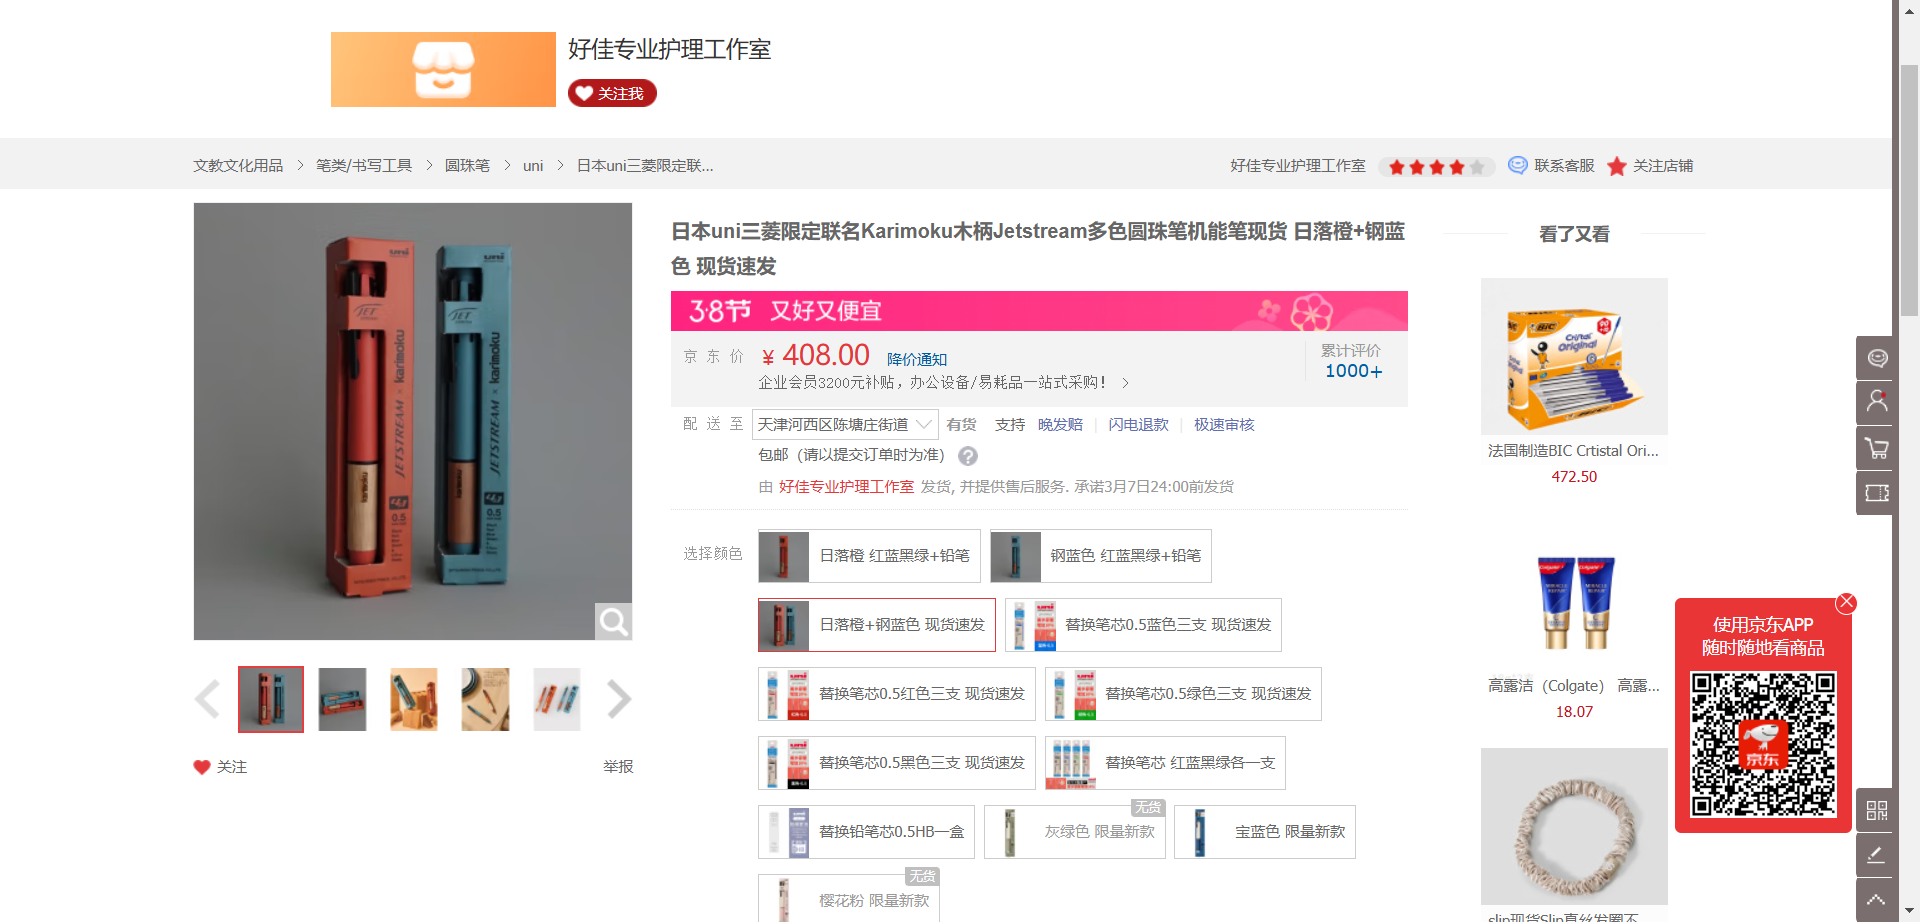 好佳专业护理工作室
关注我
文教文化用品 > 笔类/书写工具 > 圆珠笔 > uni > 日本uni三菱限定联...
好佳专业护理工作室
联系客服
关注店铺
日本uni三菱限定联名Karimoku木柄Jetstream多色圆珠笔机能笔现货 日落橙+钢蓝
色 现货速发
3.8节 又好又便宜
京东价 ¥ 408.00 降价通知
累计评价
1000+
企业会员3200元补贴，办公设备/易耗品一站式采购！ >
配送至 天津河西区陈塘庄街道 有货 支持 晚发赔 | 闪电退款 | 极速审核
包邮（请以提交订单时为准） ?
由 好佳专业护理工作室 发货, 并提供售后服务. 承诺3月7日24:00前发货
选择颜色
日落橙 红蓝黑绿+铅笔
钢蓝色 红蓝黑绿+铅笔
日落橙+钢蓝色 现货速发
替换笔芯0.5蓝色三支 现货速发
替换笔芯0.5红色三支 现货速发
替换笔芯0.5绿色三支 现货速发
替换笔芯0.5黑色三支 现货速发
替换笔芯 红蓝黑绿各一支
替换铅笔芯0.5HB一盒
无货
灰绿色 限量新款
宝蓝色 限量新款
无货
樱花粉 限量新款
uni
JET
JETSTREAM × karimoku
4&1
0.5
uni
JET
JETSTREAM × karimoku
4&1
0.5
关注
举报
看了又看
BIC
Cristal
Original
法国制造BIC Crtistal Ori...
472.50
Colgate
Colgate
高露洁（Colgate） 高露...
18.07
slip现货Slip真丝发圈不
使用京东APP
随时随地看商品
京东